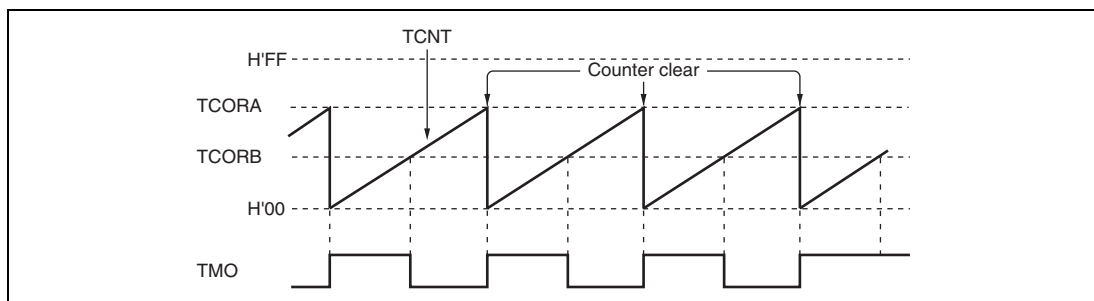 TCNT
H'FF
Counter clear
TCORA
TCORB
H'00
TMO